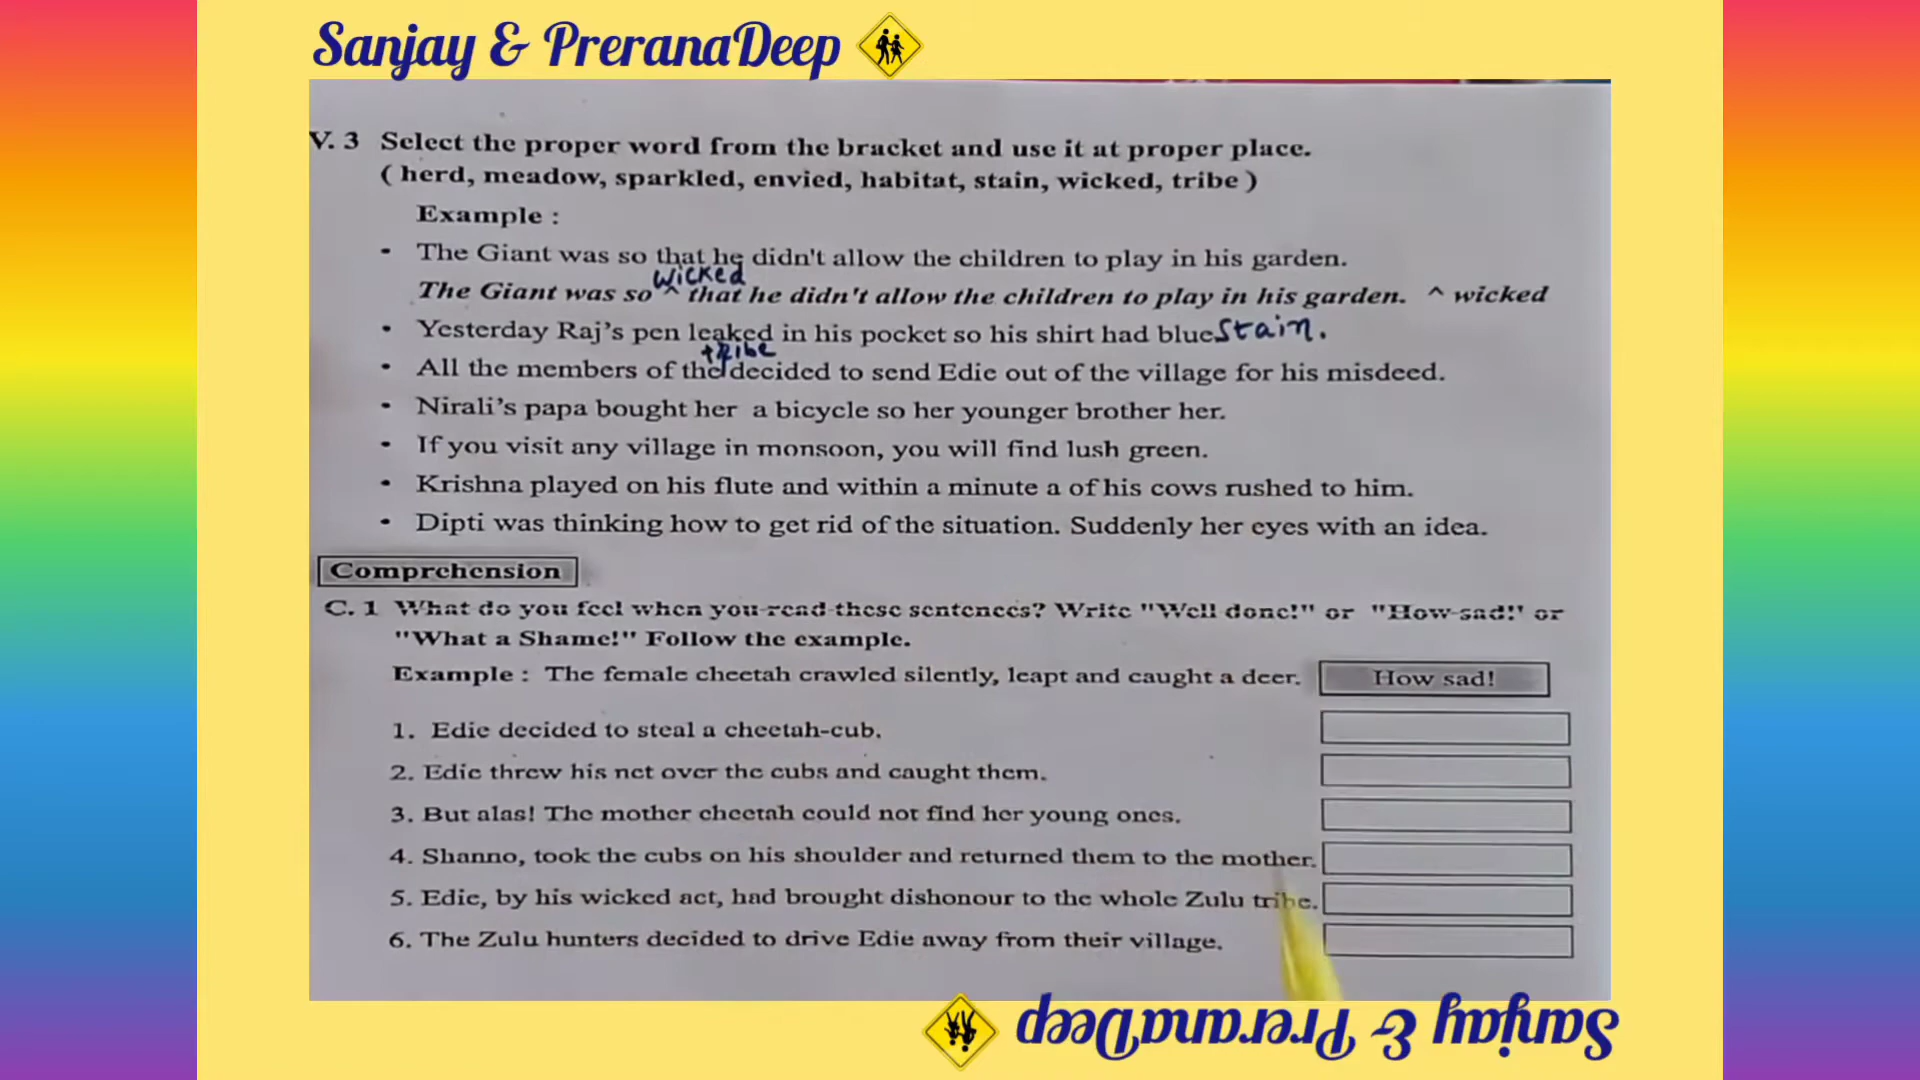 Sanjay & PreranaDeep
V. 3 Select the proper word from the bracket and use it at proper place.
( herd, meadow, sparkled, envied, habitat, stain, wicked, tribe )
Example :
• The Giant was so that he didn't allow the children to play in his garden.
wicked
The Giant was so ^ that he didn't allow the children to play in his garden. ^ wicked
• Yesterday Raj's pen leaked in his pocket so his shirt had blue stain.
tribe
• All the members of the decided to send Edie out of the village for his misdeed.
• Nirali's papa bought her a bicycle so her younger brother her.
• If you visit any village in monsoon, you will find lush green.
• Krishna played on his flute and within a minute a of his cows rushed to him.
• Dipti was thinking how to get rid of the situation. Suddenly her eyes with an idea.
Comprehension
C. 1 What do you feel when you read these sentences? Write "Well done!" or "How sad!" or
"What a Shame!" Follow the example.
Example : The female cheetah crawled silently, leapt and caught a deer. How sad!
1. Edie decided to steal a cheetah-cub.
2. Edie threw his net over the cubs and caught them.
3. But alas! The mother cheetah could not find her young ones.
4. Shanno, took the cubs on his shoulder and returned them to the mother.
5. Edie, by his wicked act, had brought dishonour to the whole Zulu tribe.
6. The Zulu hunters decided to drive Edie away from their village.
Sanjay & PreranaDeep